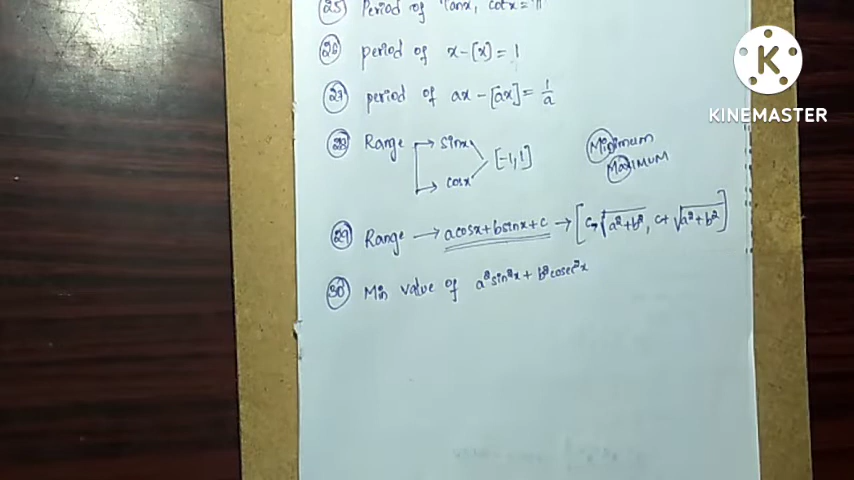 25 Period of Tanx, cotx = π
26 period of x - [x] = 1
27 period of ax - [ax] = 1/a
28 Range → sinx
→ cosx
[-1, 1]
Minimum
Maximum
29 Range → acosx + bsinx + c → [c - √a²+b², c + √a²+b²]
30 Min value of a²sin²x + b²cosec²x
K
KINEMASTER